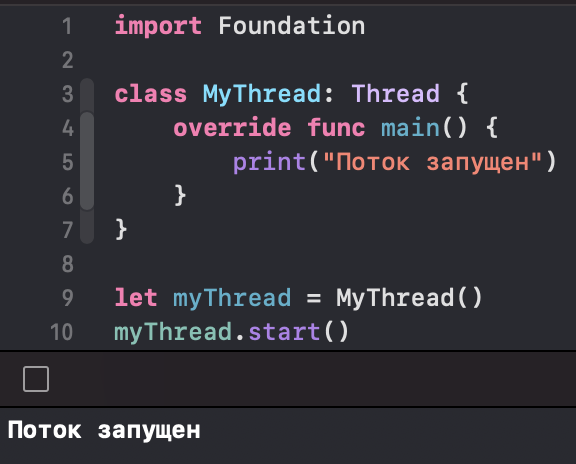 1 import Foundation
2
3 class MyThread: Thread {
4     override func main() {
5         print("Поток запущен")
6     }
7 }
8
9 let myThread = MyThread()
10 myThread.start()
Поток запущен